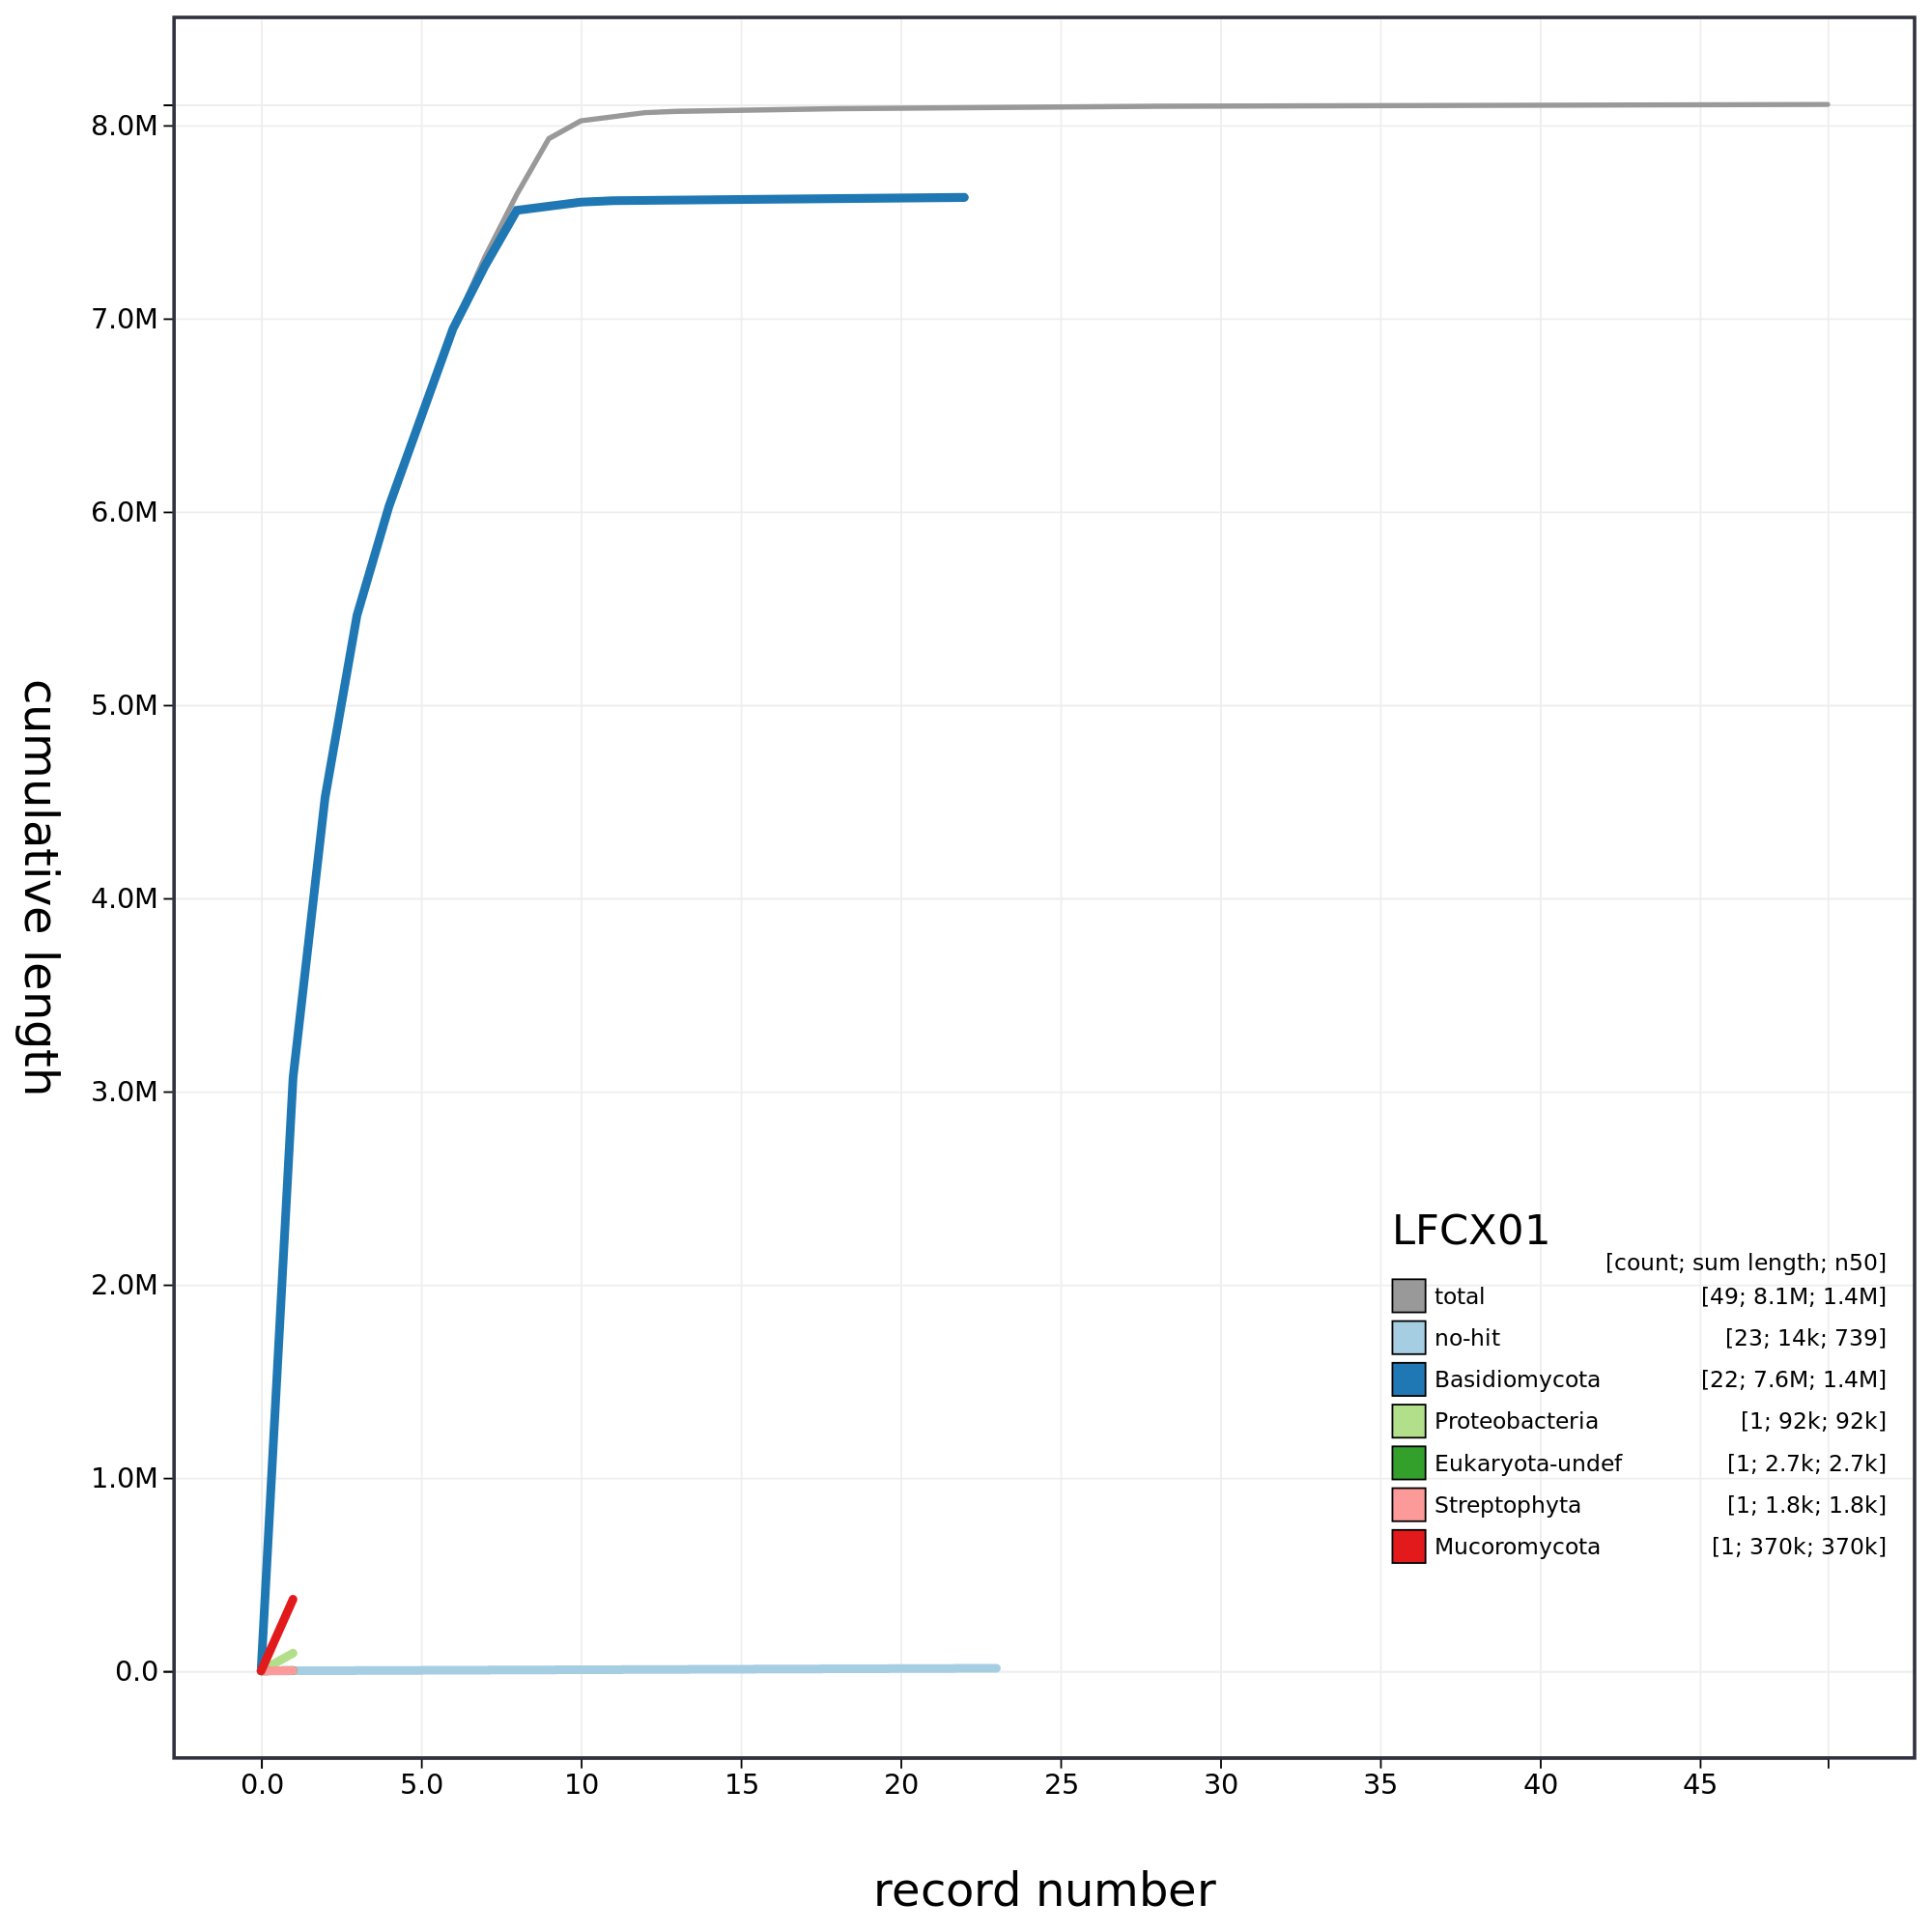 8.0M
7.0M
6.0M
5.0M
4.0M
3.0M
2.0M
1.0M
0.0
cumulative length
0.0 5.0 10 15 20 25 30 35 40 45
record number
LFCX01
[count; sum length; n50]
total [49; 8.1M; 1.4M]
no-hit [23; 14k; 739]
Basidiomycota [22; 7.6M; 1.4M]
Proteobacteria [1; 92k; 92k]
Eukaryota-undef [1; 2.7k; 2.7k]
Streptophyta [1; 1.8k; 1.8k]
Mucoromycota [1; 370k; 370k]